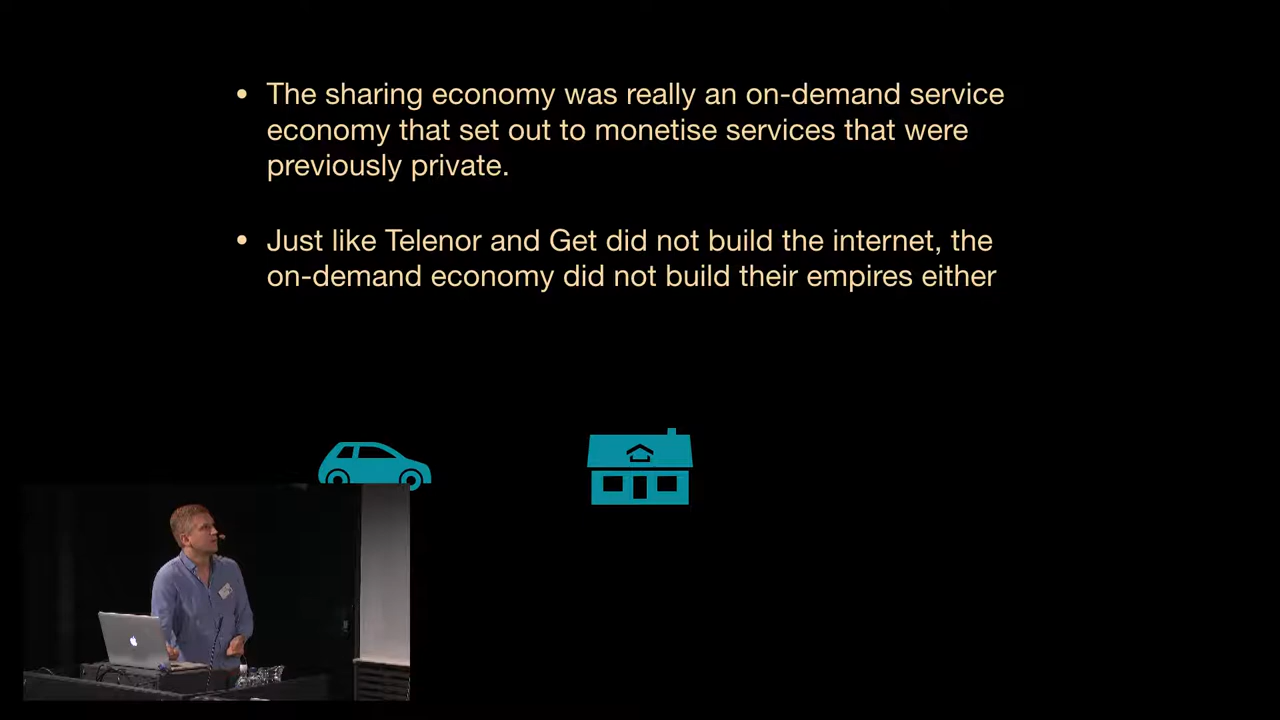 • The sharing economy was really an on-demand service
economy that set out to monetise services that were
previously private.
• Just like Telenor and Get did not build the internet, the
on-demand economy did not build their empires either